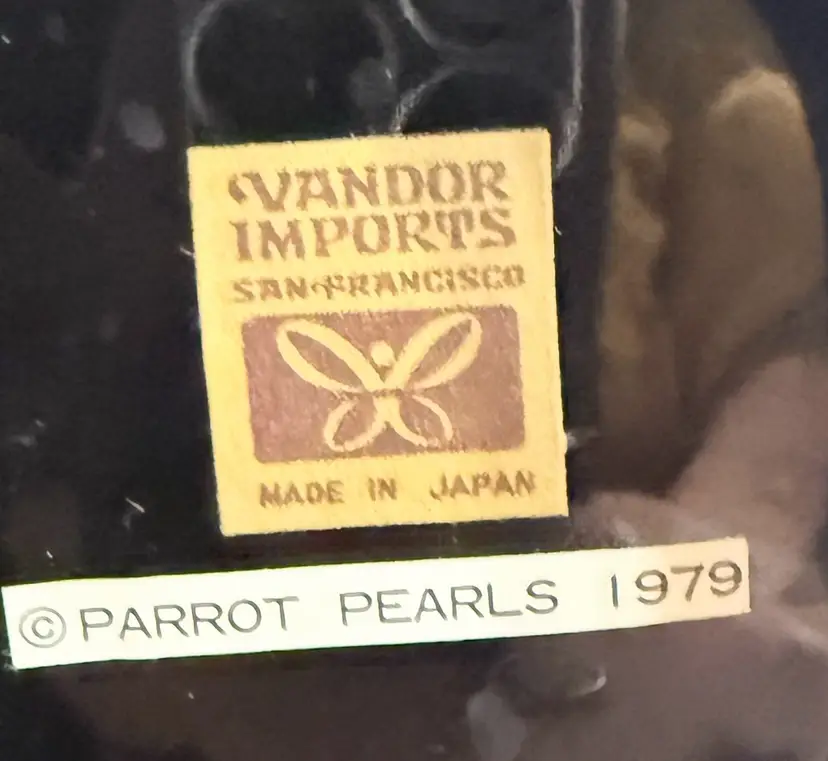 VANDOR
IMPORTS
SAN FRANCISCO
MADE IN JAPAN
© PARROT PEARLS 1979